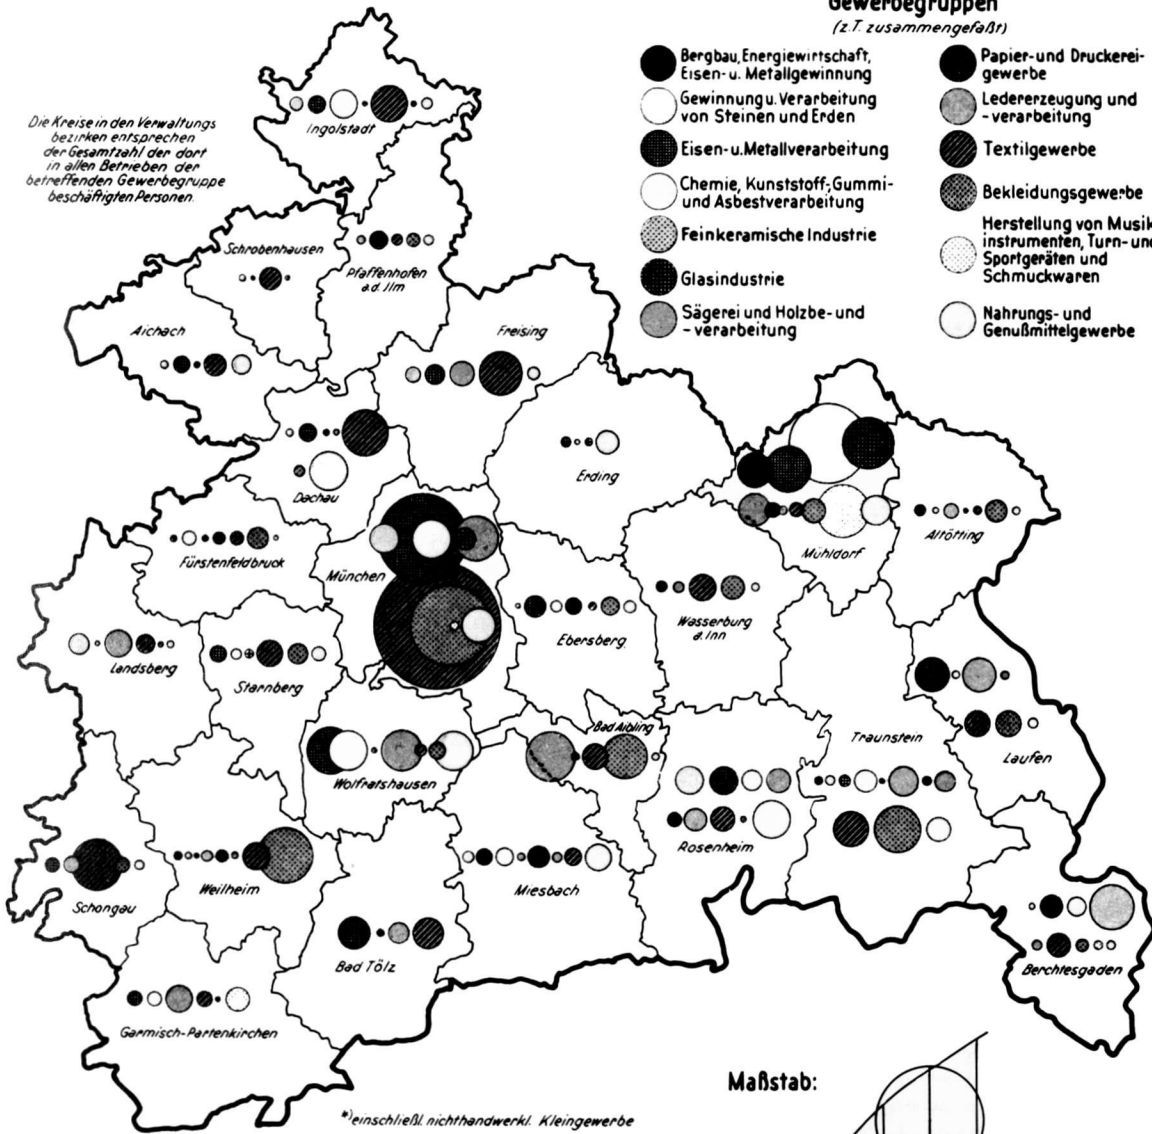 Gewerbegruppen
(z.T. zusammengefaßt)
Bergbau, Energiewirtschaft,
Eisen- u. Metallgewinnung
Gewinnung u. Verarbeitung
von Steinen und Erden
Eisen- u. Metallverarbeitung
Chemie, Kunststoff-, Gummi-
und Asbestverarbeitung
Feinkeramische Industrie
Glasindustrie
Sägerei und Holzbe- und
-verarbeitung
Papier- und Druckerei-
gewerbe
Ledererzeugung und
-verarbeitung
Textilgewerbe
Bekleidungsgewerbe
Herstellung von Musik
instrumenten, Turn- und
Sportgeräten und
Schmuckwaren
Nahrungs- und
Genußmittelgewerbe
Die Kreise in den Verwaltungs
bezirken entsprechen
der Gesamtzahl der dort
in allen Betrieben der
betreffenden Gewerbegruppe
beschäftigten Personen.
Ingolstadt
Schrobenhausen
Pfaffenhofen
a.d. Ilm
Aichach
Freising
Erding
Dachau
Mühldorf
Altötting
Fürstenfeldbruck
München
Ebersberg
Wasserburg
a. Inn
Landsberg
Starnberg
Bad Aibling
Traunstein
Laufen
Wolfratshausen
Rosenheim
Miesbach
Weilheim
Schongau
Bad Tölz
Berchtesgaden
Garmisch-Partenkirchen
Maßstab:
*) einschließl. nichthandwerkl. Kleingewerbe